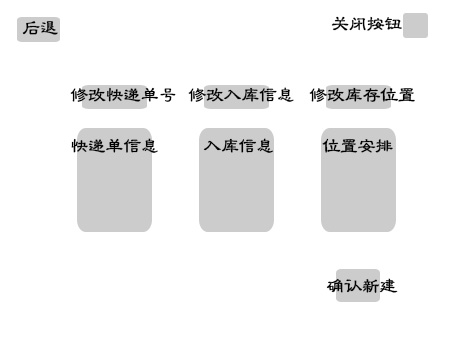 后退
关闭按钮
修改快递单号
修改入库信息
修改库存位置
快递单信息
入库信息
位置安排
确认新建